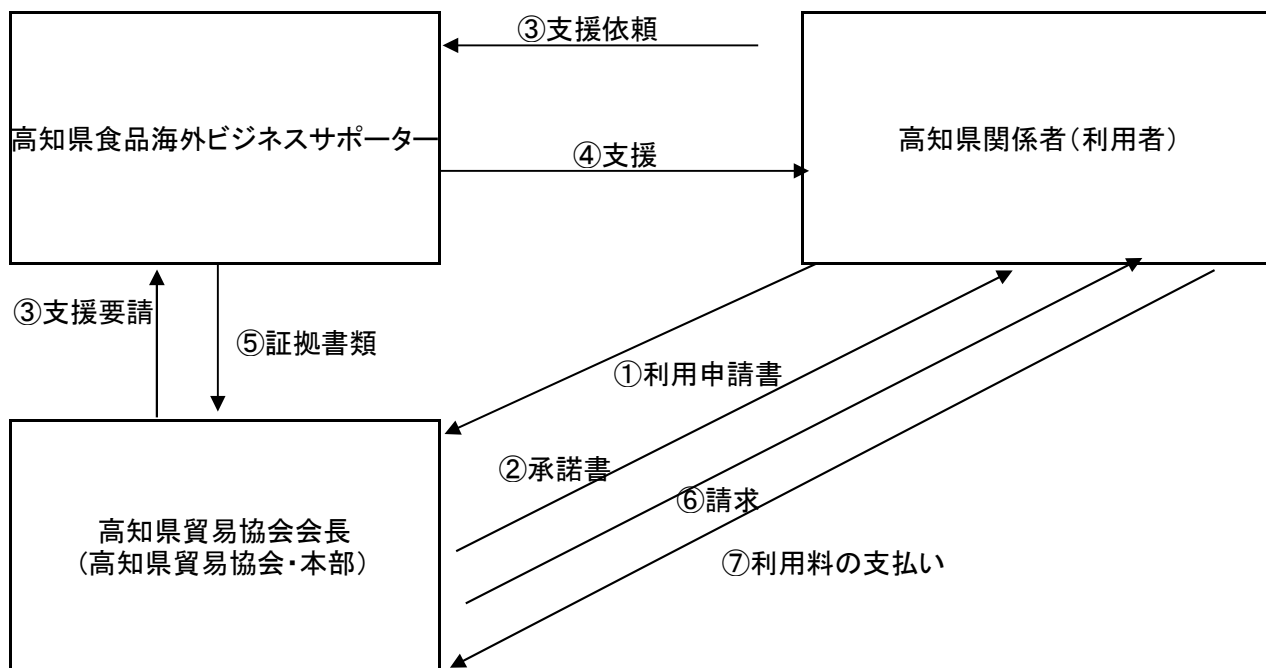 ③支援依頼
高知県食品海外ビジネスサポーター
高知県関係者(利用者)
④支援
③支援要請
⑤証拠書類
①利用申請書
②承諾書
⑥請求
高知県貿易協会会長
(高知県貿易協会・本部)
⑦利用料の支払い